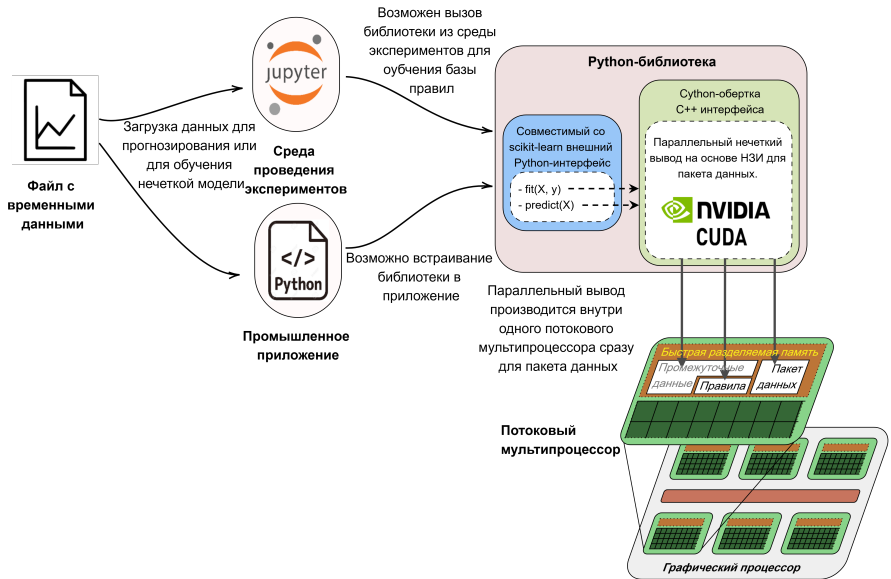 Файл с
временными
данными
Загрузка данных для
прогнозирования или
для обучения
нечеткой модели
jupyter
Среда
проведения
экспериментов
Возможен вызов
библиотеки из среды
экспериментов для
оубчения базы
правил
</>
Python
Промышленное
приложение
Возможно встраивание
библиотеки в
приложение
Python-библиотека
Совместимый со
scikit-learn внешний
Python-интерфейс
- fit(X, y)
- predict(X)
Cython-обертка
C++ интерфейса
Параллельный нечеткий
вывод на основе НЗИ для
пакета данных.
NVIDIA
CUDA
Параллельный вывод
производится внутри
одного потокового
мультипроцессора сразу
для пакета данных
Быстрая разделяемая память
Промежуточные
данные
Правила
Пакет
данных
Потоковый
мультипроцессор
Графический процессор